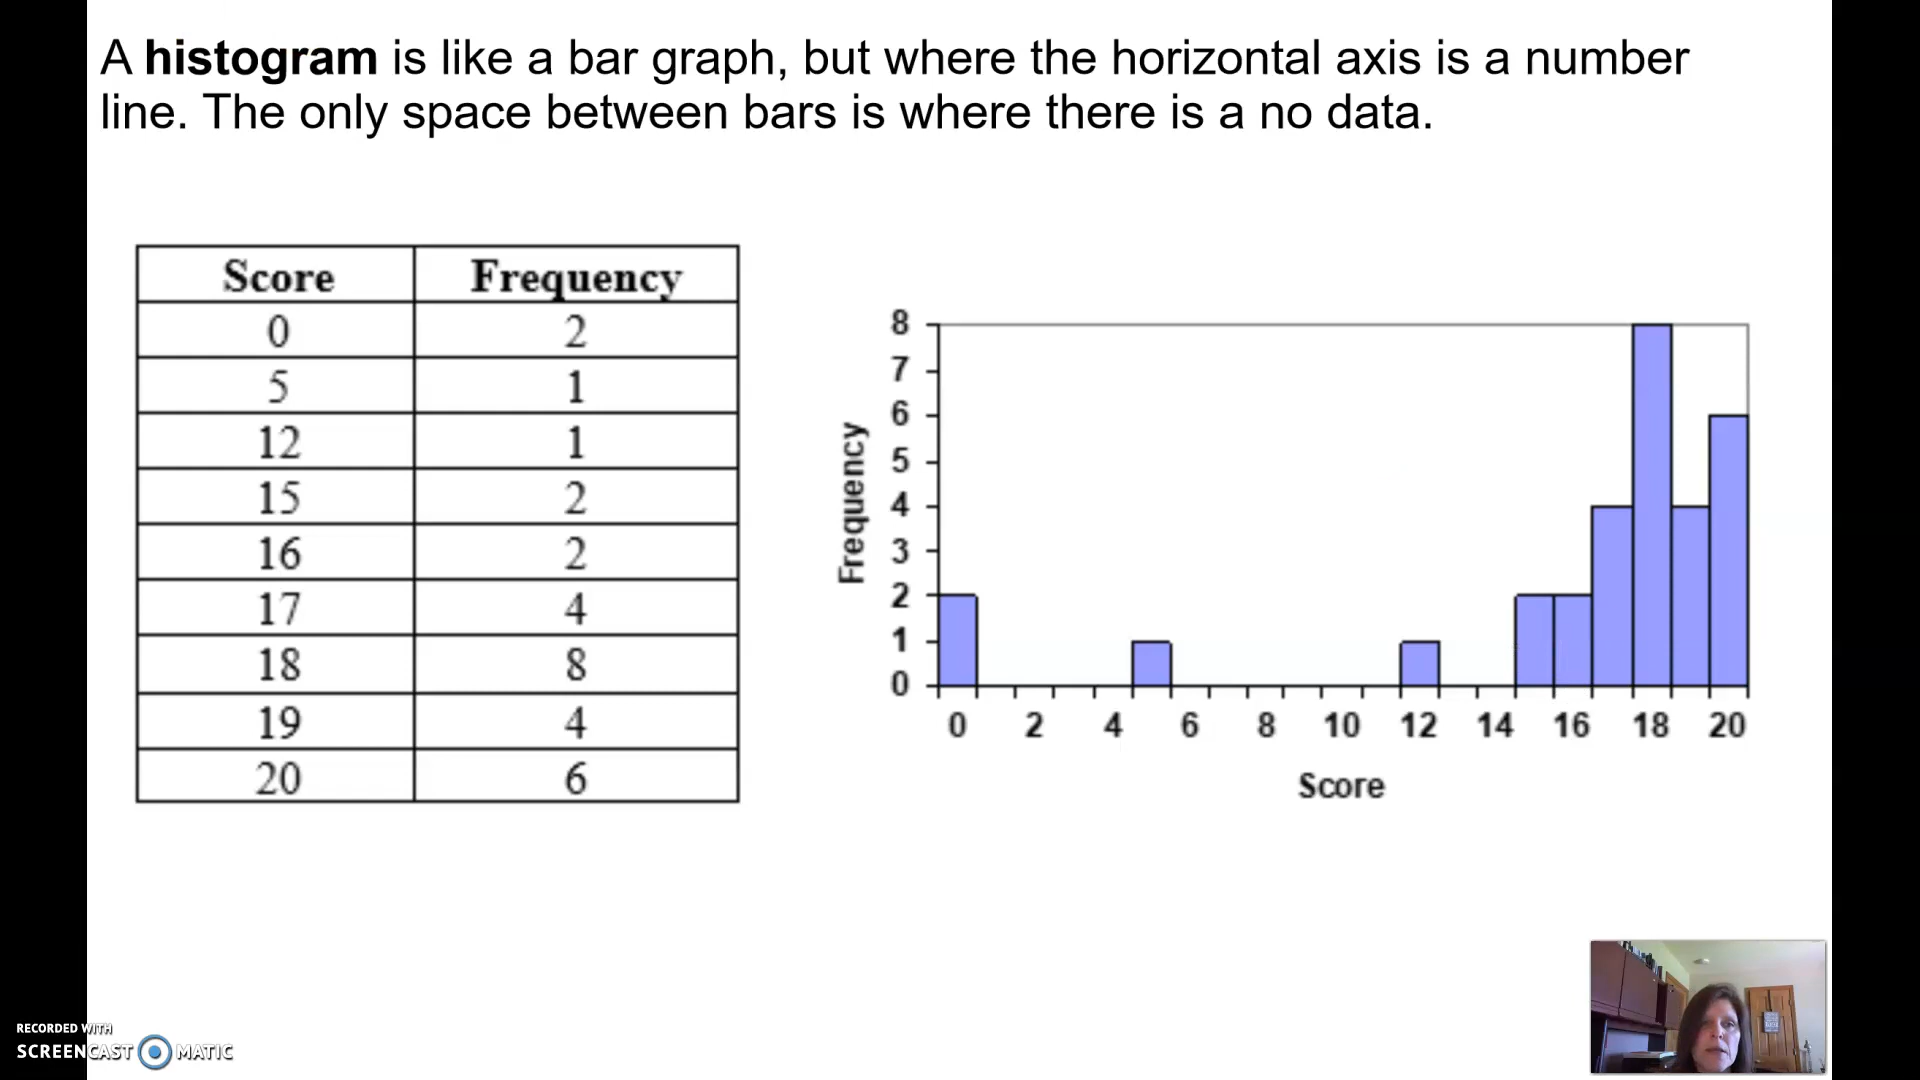 A histogram is like a bar graph, but where the horizontal axis is a number
line. The only space between bars is where there is a no data.
Score Frequency
0 2
5 1
12 1
15 2
16 2
17 4
18 8
19 4
20 6
8
7
6
5
4
3
2
1
0
Frequency
0 2 4 6 8 10 12 14 16 18 20
Score
RECORDED WITH
SCREENCAST MATIC